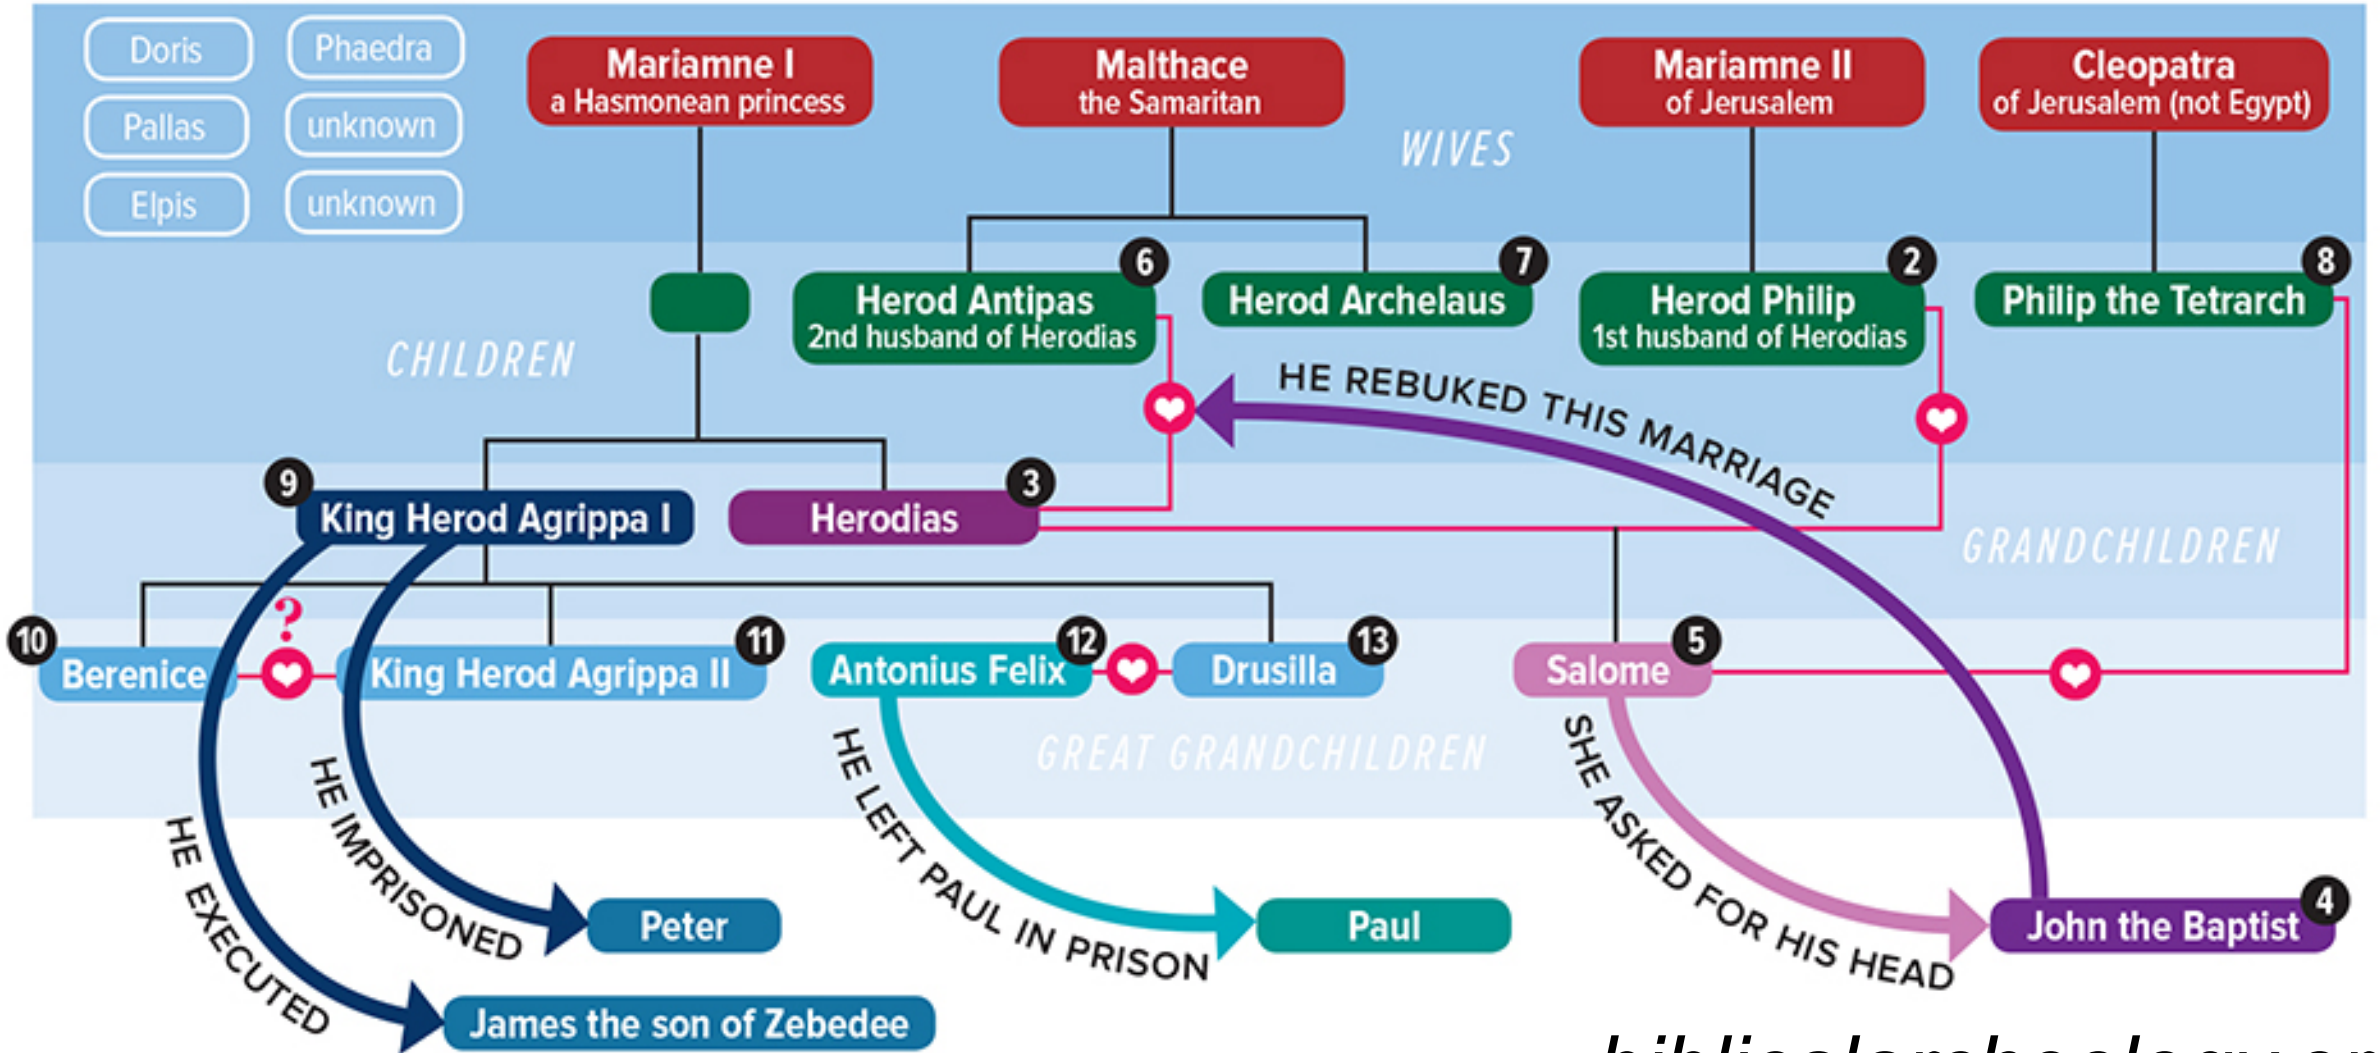 Doris
Phaedra
Pallas
unknown
Elpis
unknown
Mariamne I
a Hasmonean princess
Malthace
the Samaritan
Mariamne II
of Jerusalem
Cleopatra
of Jerusalem (not Egypt)
WIVES
6
Herod Antipas
2nd husband of Herodias
7
Herod Archelaus
2
Herod Philip
1st husband of Herodias
8
Philip the Tetrarch
CHILDREN
HE REBUKED THIS MARRIAGE
9
King Herod Agrippa I
3
Herodias
GRANDCHILDREN
10
Berenice
?
11
King Herod Agrippa II
12
Antonius Felix
13
Drusilla
5
Salome
GREAT GRANDCHILDREN
HE EXECUTED
HE IMPRISONED
HE LEFT PAUL IN PRISON
SHE ASKED FOR HIS HEAD
Peter
Paul
4
John the Baptist
James the son of Zebedee